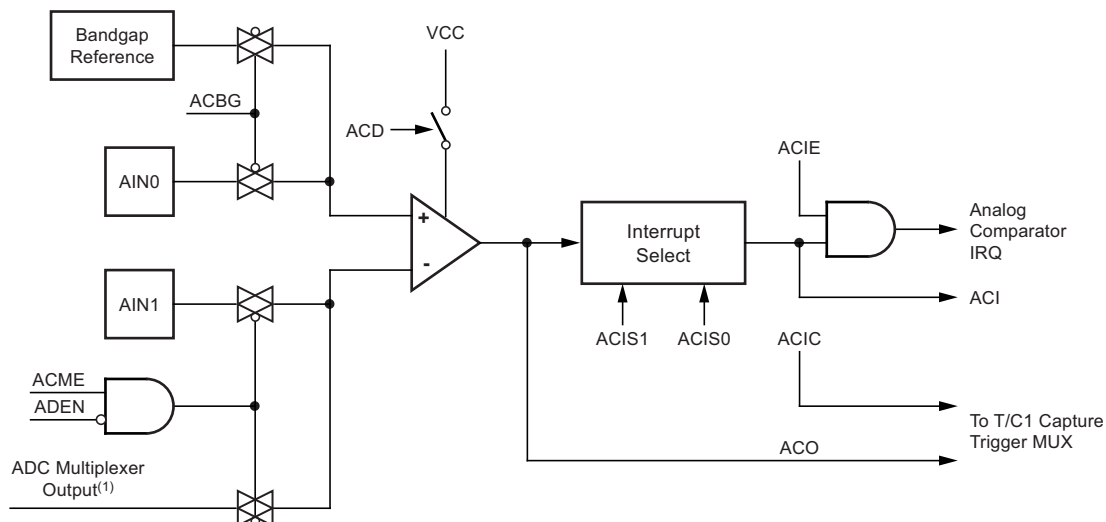 Bandgap
Reference
VCC
ACBG
ACD
ACIE
AIN0
+
-
Interrupt
Select
Analog
Comparator
IRQ
AIN1
ACI
ACIS1
ACIS0
ACIC
ACME
ADEN
To T/C1 Capture
Trigger MUX
ACO
ADC Multiplexer
Output(1)